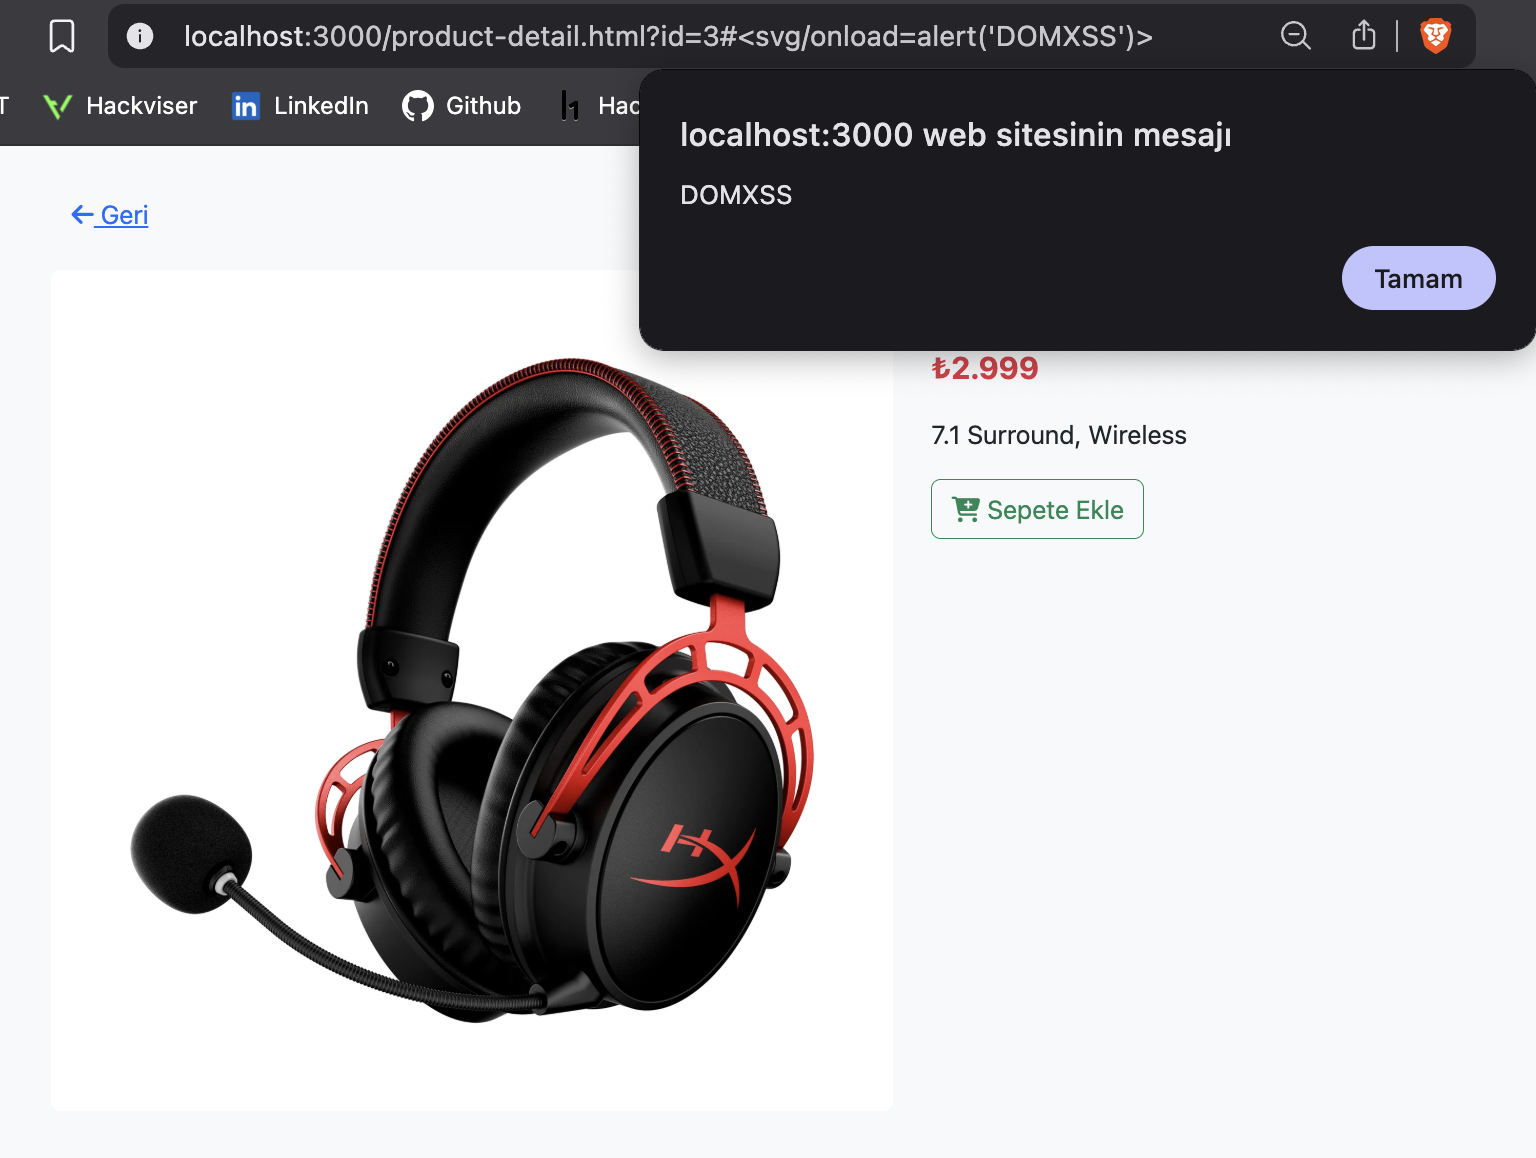 localhost:3000/product-detail.html?id=3#<svg/onload=alert('DOMXSS')>
T Hackviser LinkedIn Github Hac
localhost:3000 web sitesinin mesajı
DOMXSS
Tamam
Geri
₺2.999
7.1 Surround, Wireless
Sepete Ekle
HX